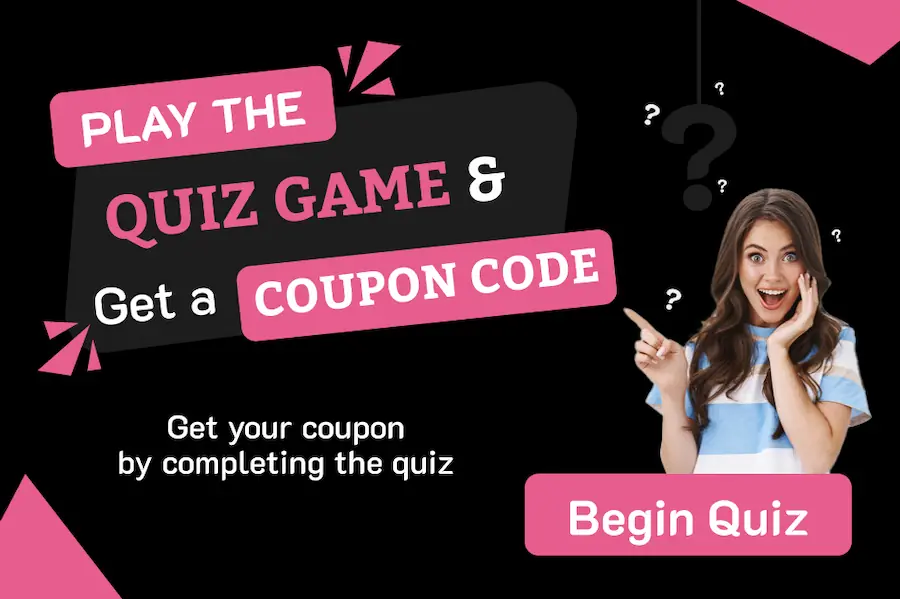 PLAY THE
QUIZ GAME &
Get a COUPON CODE
? ? ? ? ? ?
Get your coupon
by completing the quiz
Begin Quiz